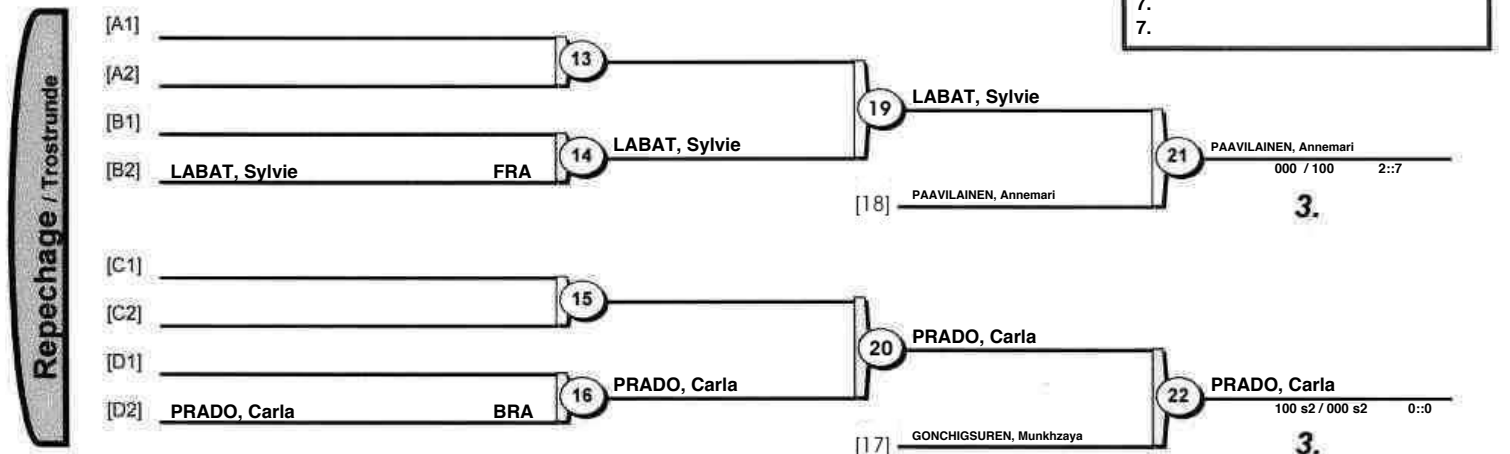 7.
7.
Repechage / Trostrunde
[A1]
13
[A2]
LABAT, Sylvie
19
[B1]
LABAT, Sylvie
14
PAAVILAINEN, Annemari
21
[B2] LABAT, Sylvie FRA
000 / 100 2::7
[18] PAAVILAINEN, Annemari
3.
[C1]
15
[C2]
PRADO, Carla
20
[D1]
PRADO, Carla
16
PRADO, Carla
22
[D2] PRADO, Carla BRA
100 s2 / 000 s2 0::0
[17] GONCHIGSUREN, Munkhzaya
3.